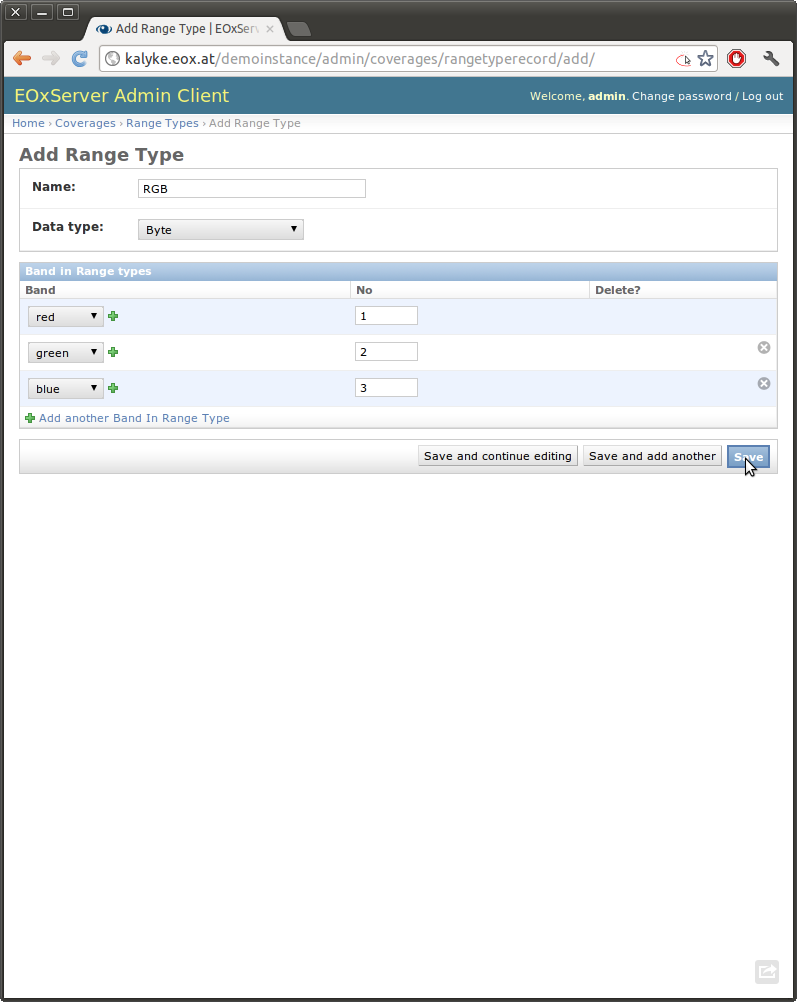 Add Range Type | EOxSer
kalyke.eox.at/demoinstance/admin/coverages/rangetyperecord/add/
EOxServer Admin Client
Welcome, admin. Change password / Log out
Home › Coverages › Range Types › Add Range Type
Add Range Type
Name: RGB
Data type: Byte
Band in Range types
Band No Delete?
red 1
green 2
blue 3
Add another Band In Range Type
Save and continue editing Save and add another Save